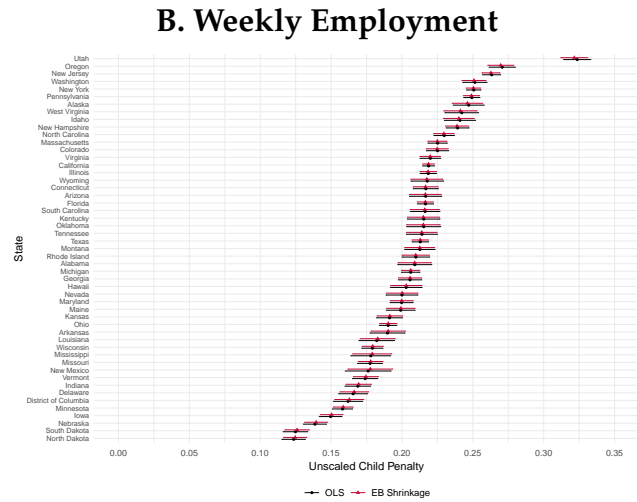 B. Weekly Employment
Utah
Oregon
New Jersey
Washington
New York
Pennsylvania
Alaska
West Virginia
Idaho
New Hampshire
North Carolina
Massachusetts
Colorado
Virginia
California
Illinois
Wyoming
Connecticut
Arizona
Florida
South Carolina
Kentucky
Oklahoma
Tennessee
Texas
Montana
Rhode Island
Alabama
Michigan
Georgia
Hawaii
Nevada
Maryland
Maine
Kansas
Ohio
Arkansas
Louisiana
Wisconsin
Mississippi
Missouri
New Mexico
Vermont
Indiana
Delaware
District of Columbia
Minnesota
Iowa
Nebraska
South Dakota
North Dakota
State
0.00 0.05 0.10 0.15 0.20 0.25 0.30 0.35
Unscaled Child Penalty
OLS EB Shrinkage